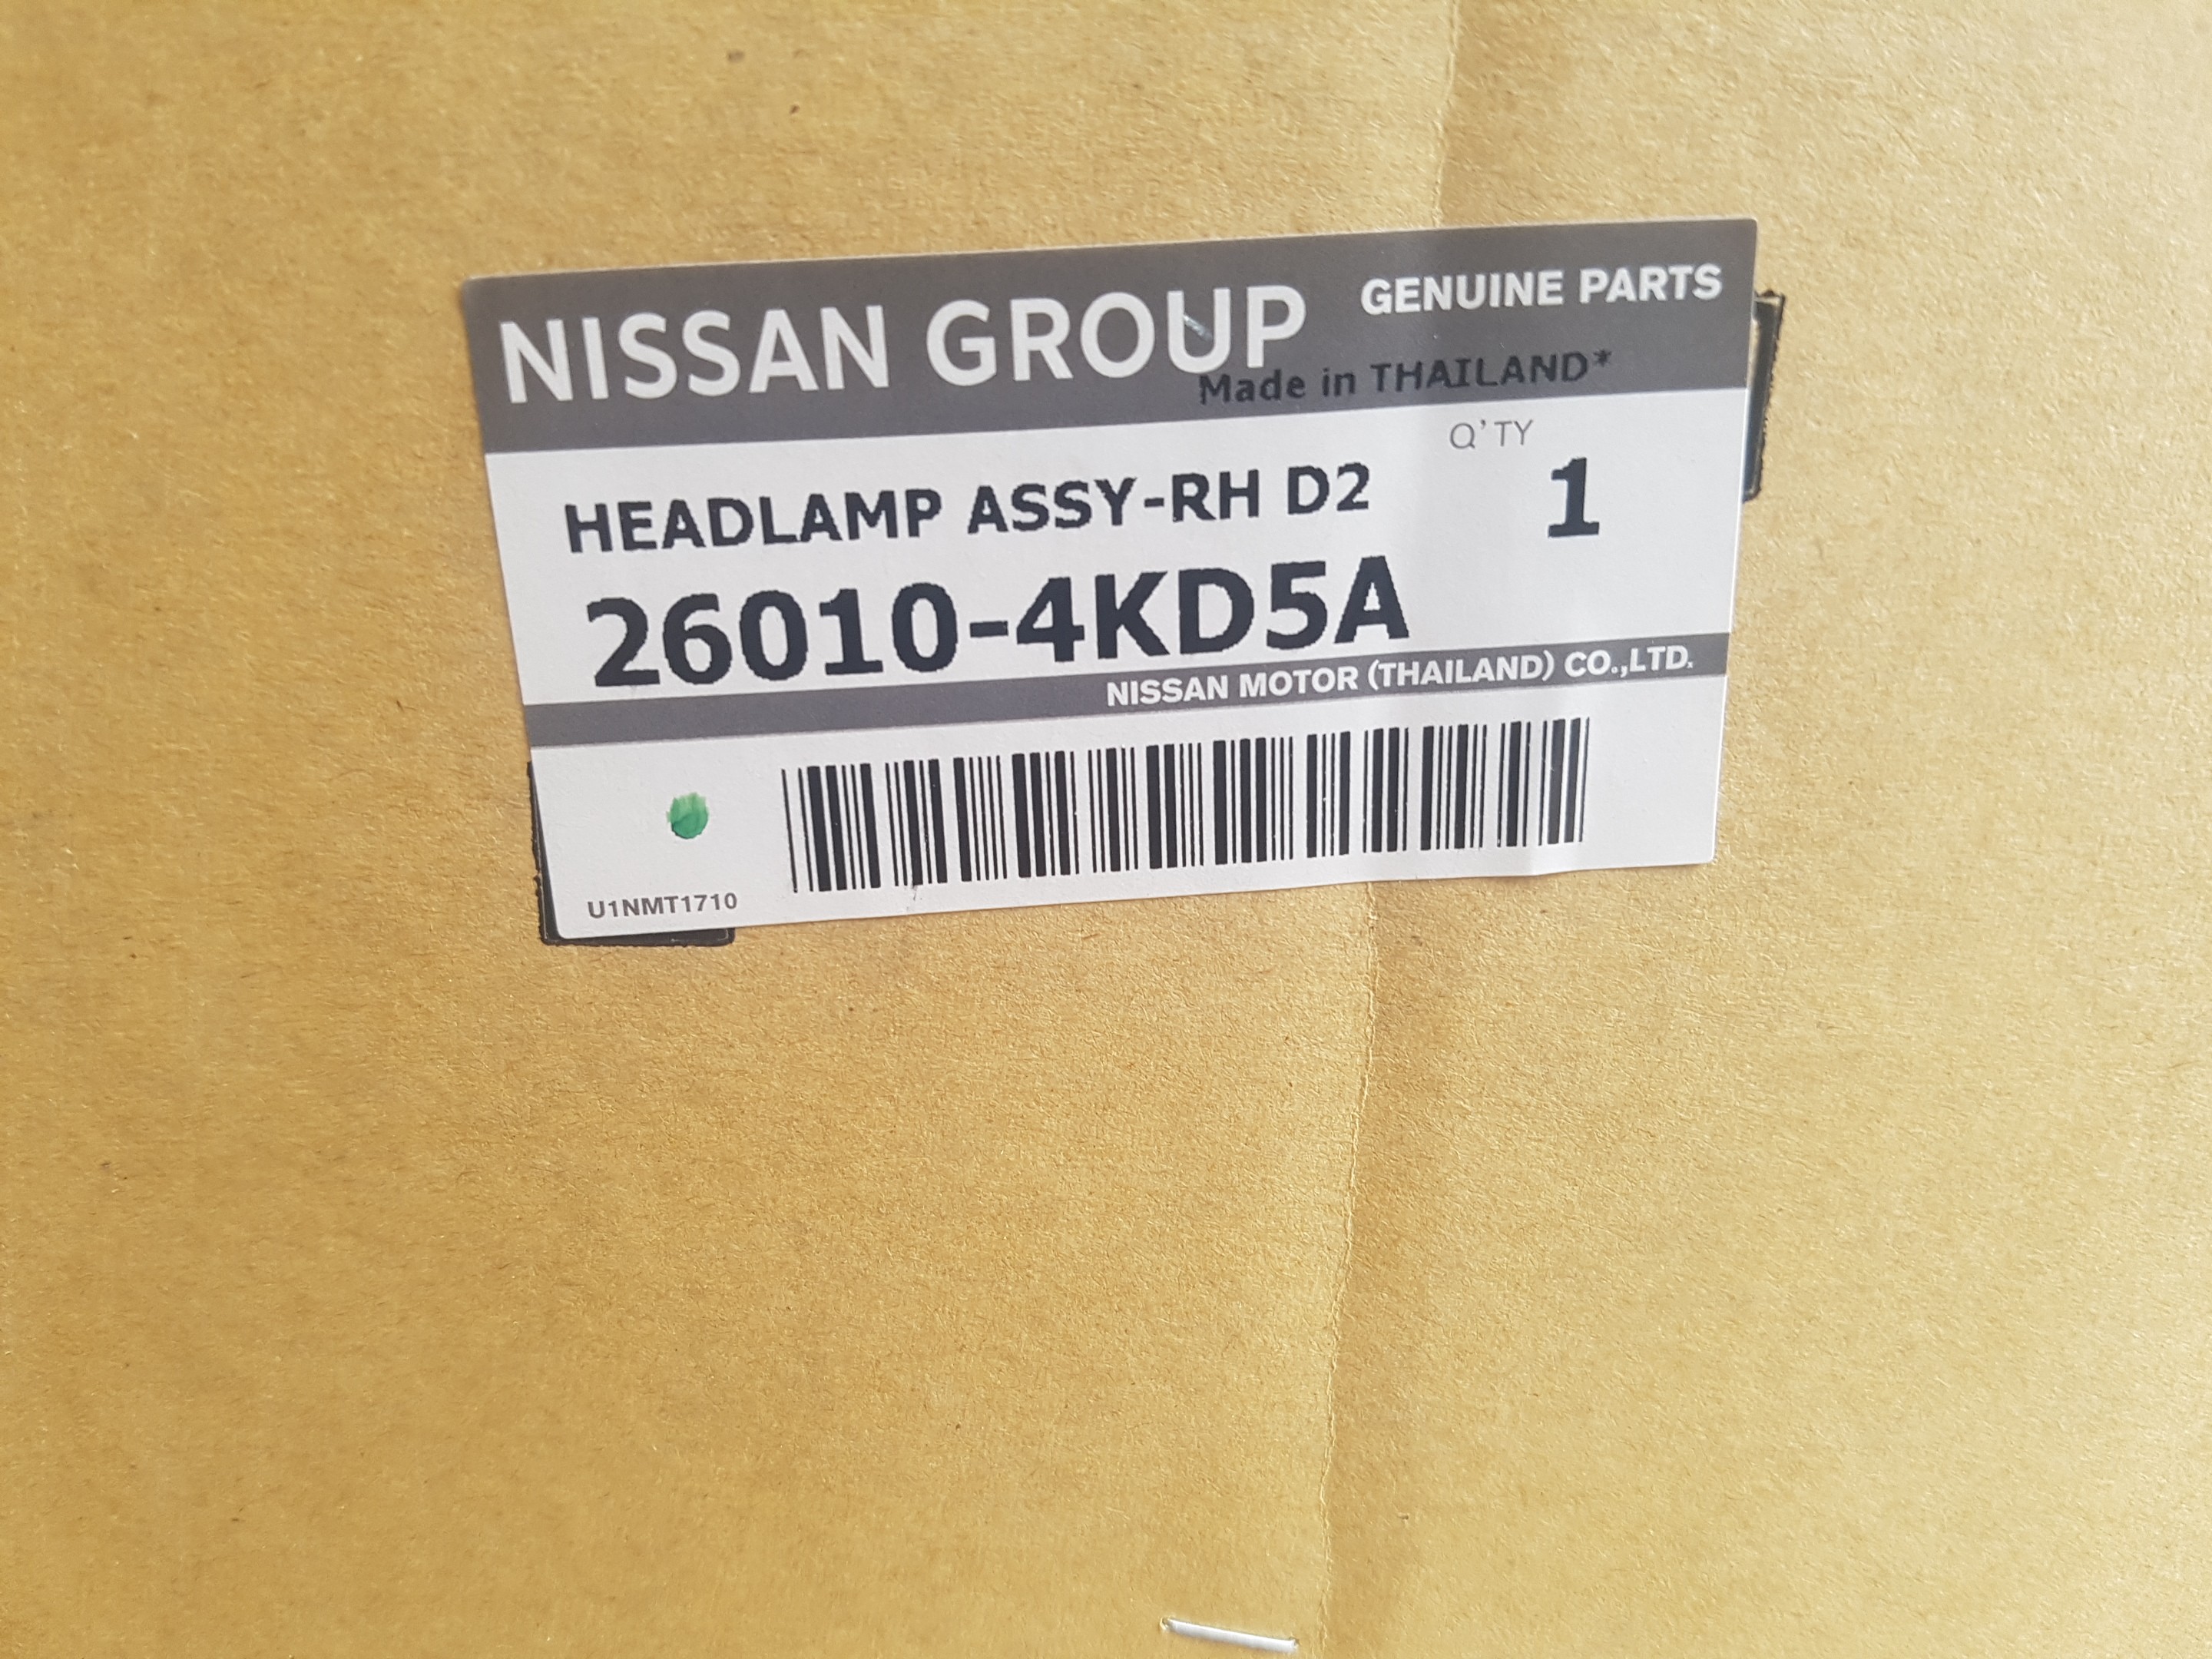 NISSAN GROUP GENUINE PARTS
Made in THAILAND*
Q'TY
HEADLAMP ASSY-RH D2 1
26010-4KD5A
NISSAN MOTOR (THAILAND) CO.,LTD.
U1NMT1710